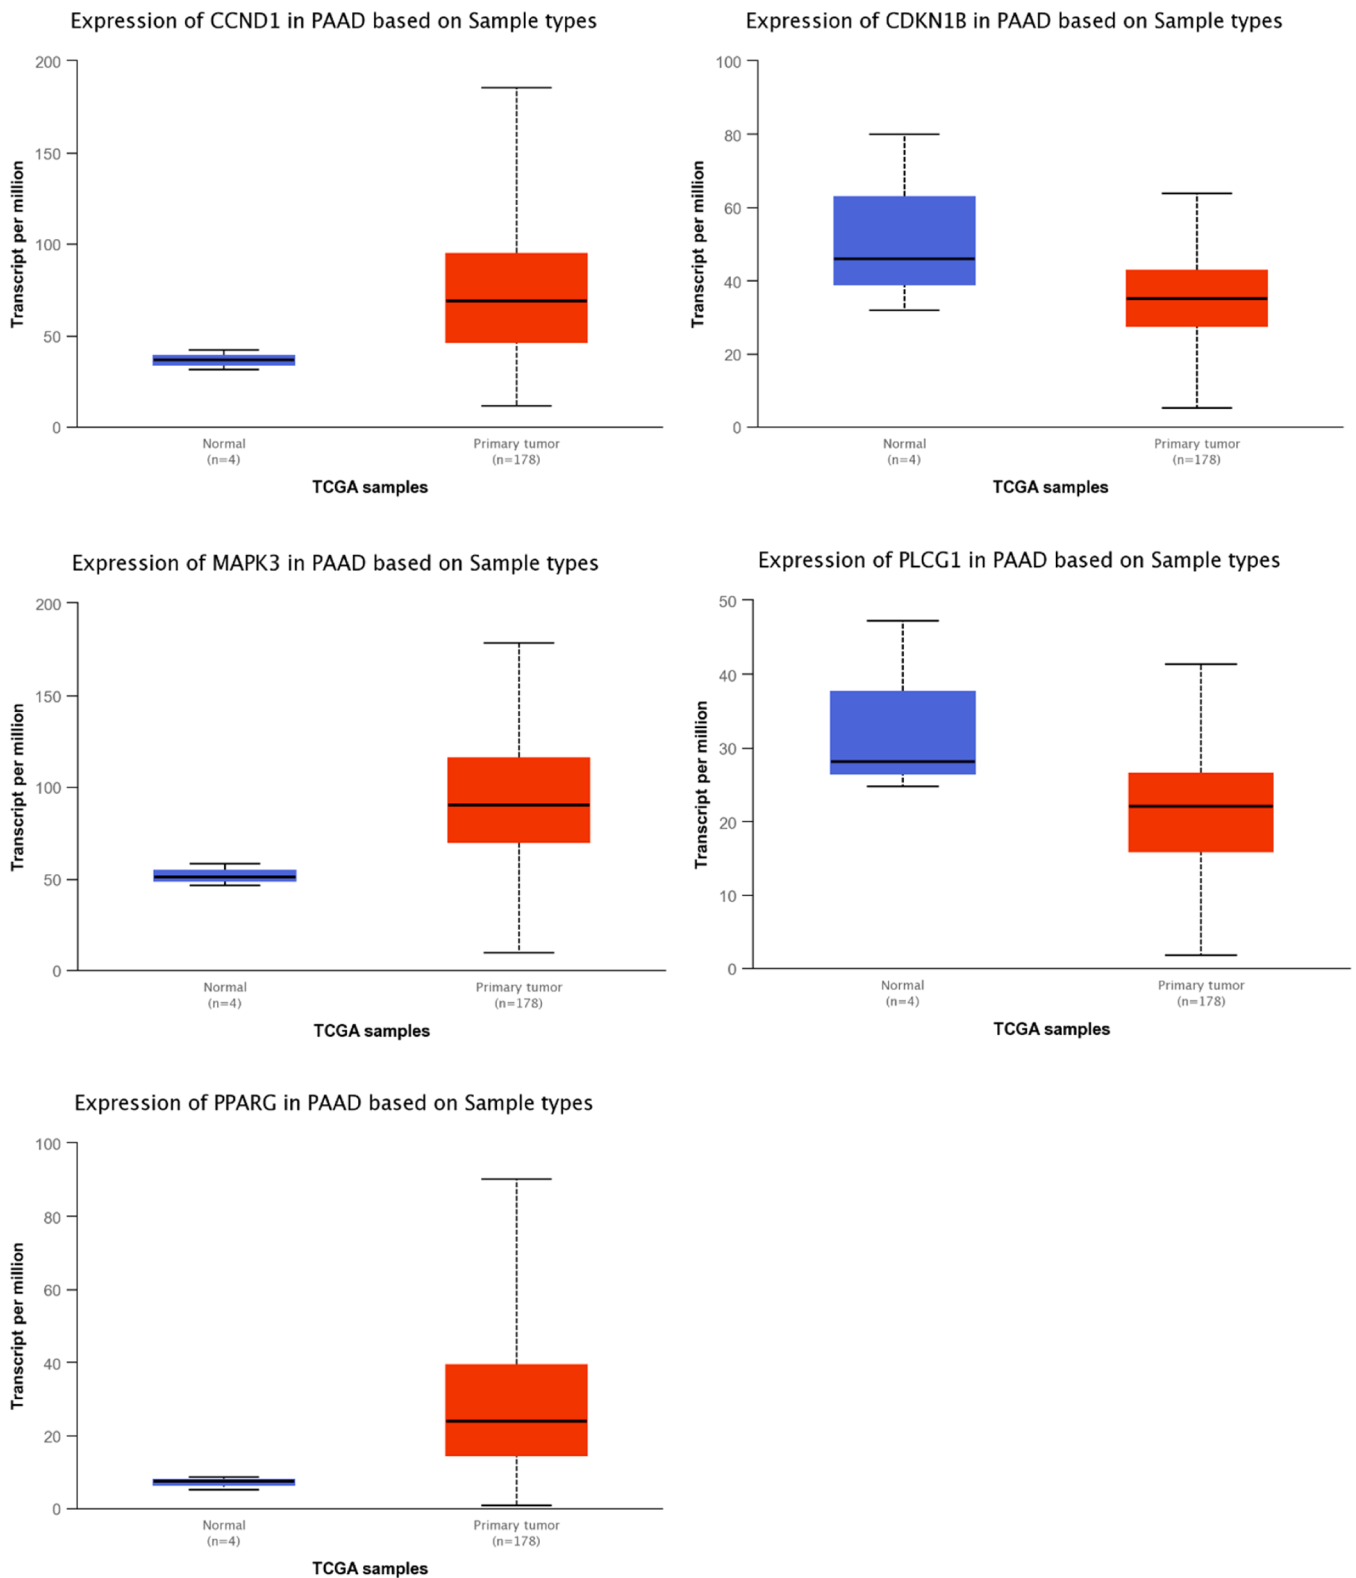 Expression of CCND1 in PAAD based on Sample types
200
150
100
50
0
Transcript per million
Normal
(n=4)
Primary tumor
(n=178)
TCGA samples
Expression of CDKN1B in PAAD based on Sample types
100
80
60
40
20
0
Transcript per million
Normal
(n=4)
Primary tumor
(n=178)
TCGA samples
Expression of MAPK3 in PAAD based on Sample types
200
150
100
50
0
Transcript per million
Normal
(n=4)
Primary tumor
(n=178)
TCGA samples
Expression of PLCG1 in PAAD based on Sample types
50
40
30
20
10
0
Transcript per million
Normal
(n=4)
Primary tumor
(n=178)
TCGA samples
Expression of PPARG in PAAD based on Sample types
100
80
60
40
20
0
Transcript per million
Normal
(n=4)
Primary tumor
(n=178)
TCGA samples